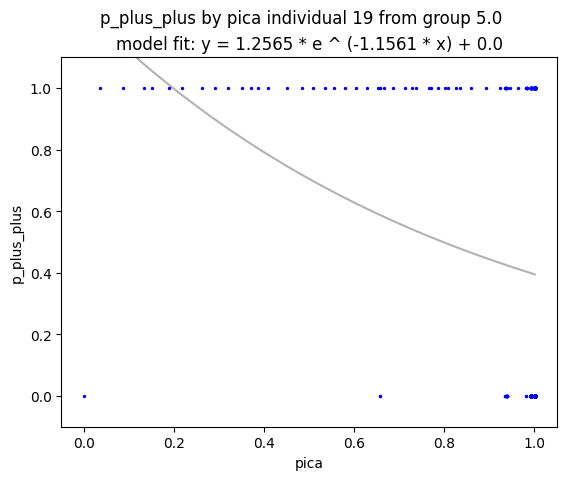 p_plus_plus by pica individual 19 from group 5.0
model fit: y = 1.2565 * e ^ (-1.1561 * x) + 0.0
1.0
0.8
0.6
0.4
0.2
0.0
p_plus_plus
0.0 0.2 0.4 0.6 0.8 1.0
pica